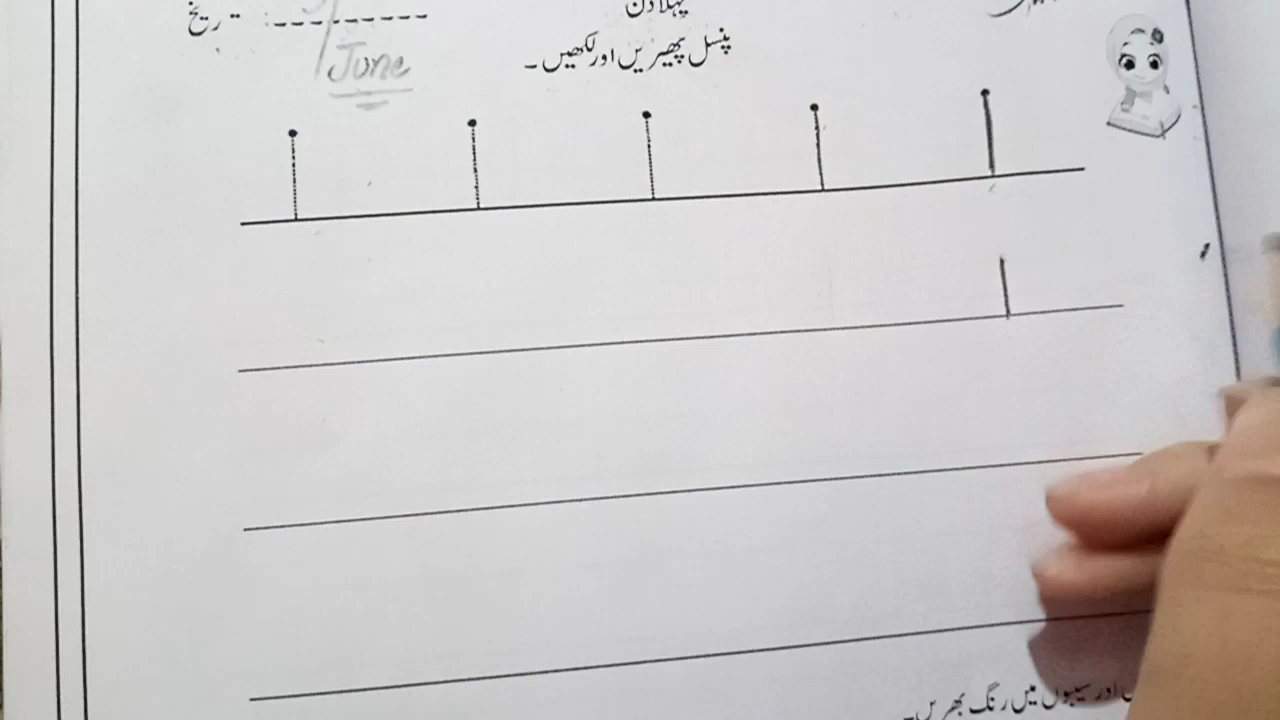 پہلا دن
تاریخ :
June
پنسل پھیریں اور لکھیں۔
اور سیبوں میں رنگ بھریں۔